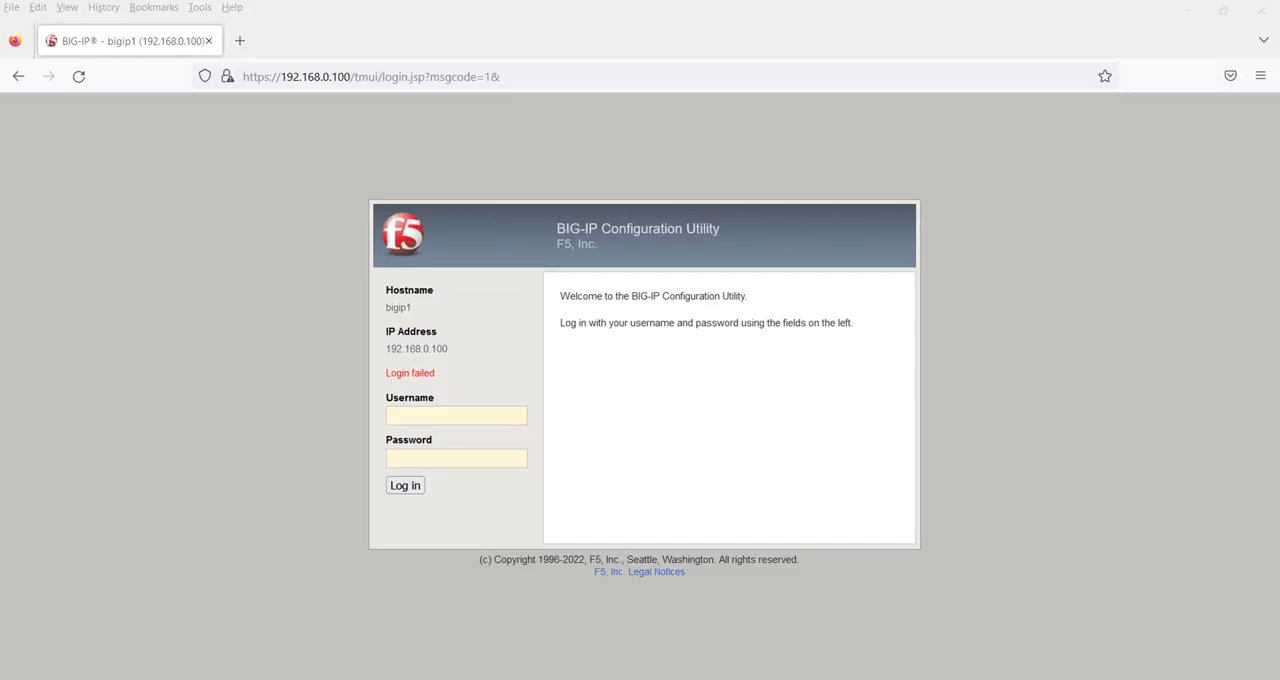 File Edit View History Bookmarks Tools Help
BIG-IP® - bigip1 (192.168.0.100)
https://192.168.0.100/tmui/login.jsp?msgcode=1&
f5
BIG-IP Configuration Utility
F5, Inc.
Hostname
bigip1
IP Address
192.168.0.100
Login failed
Username
Password
Log in
Welcome to the BIG-IP Configuration Utility.
Log in with your username and password using the fields on the left.
(c) Copyright 1996-2022, F5, Inc., Seattle, Washington. All rights reserved.
F5, Inc. Legal Notices